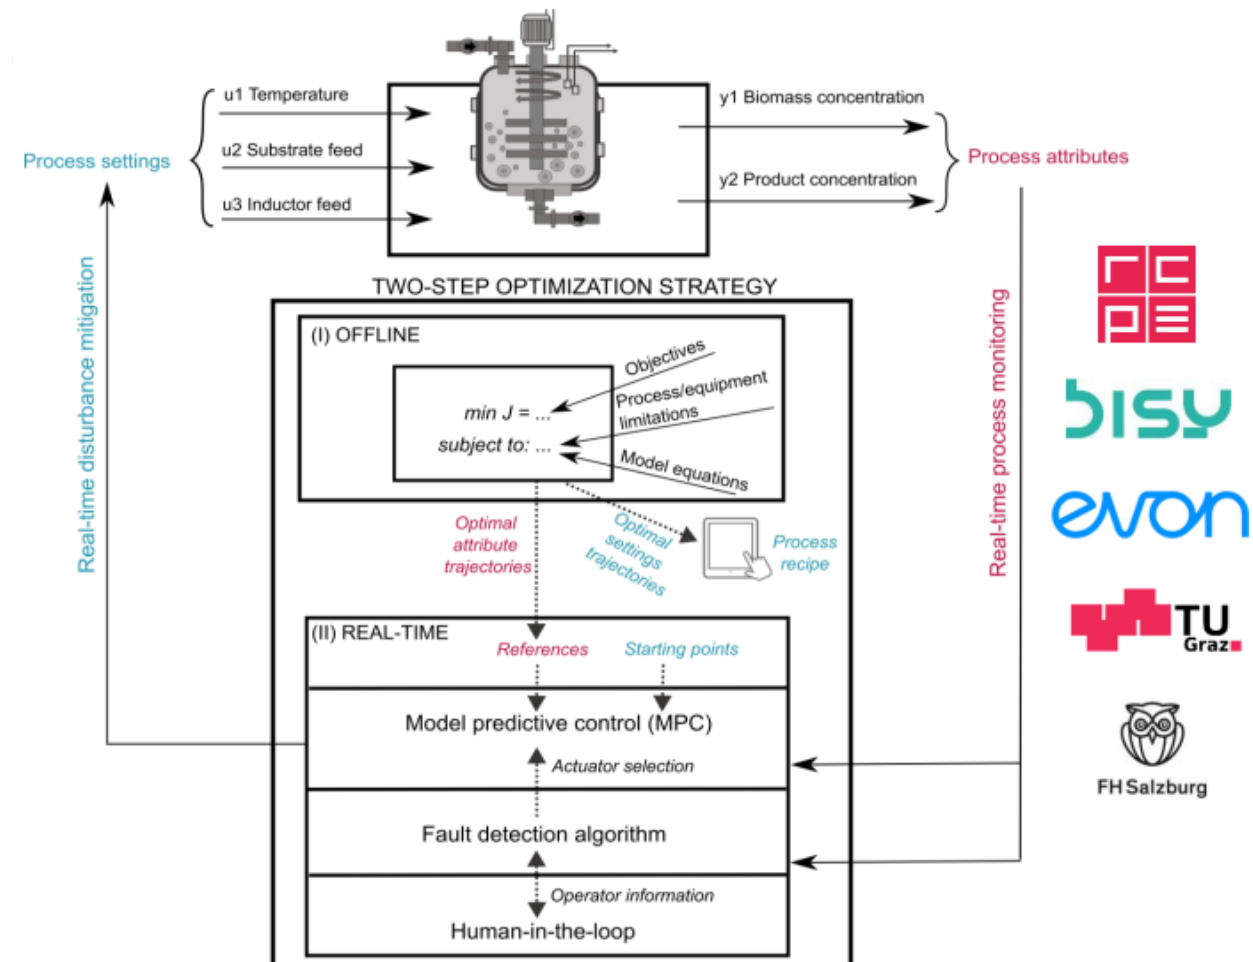 u1 Temperature
u2 Substrate feed
u3 Inductor feed
Process settings
y1 Biomass concentration
y2 Product concentration
Process attributes
Real-time disturbance mitigation
Real-time process monitoring
TWO-STEP OPTIMIZATION STRATEGY
(I) OFFLINE
min J = ...
subject to: ...
Objectives
Process/equipment
limitations
Model equations
Optimal
attribute
trajectories
Optimal
settings
trajectories
Process
recipe
(II) REAL-TIME
References
Starting points
Model predictive control (MPC)
Actuator selection
Fault detection algorithm
Operator information
Human-in-the-loop
rc
pe
bisy
evon
TU
Graz
FH Salzburg